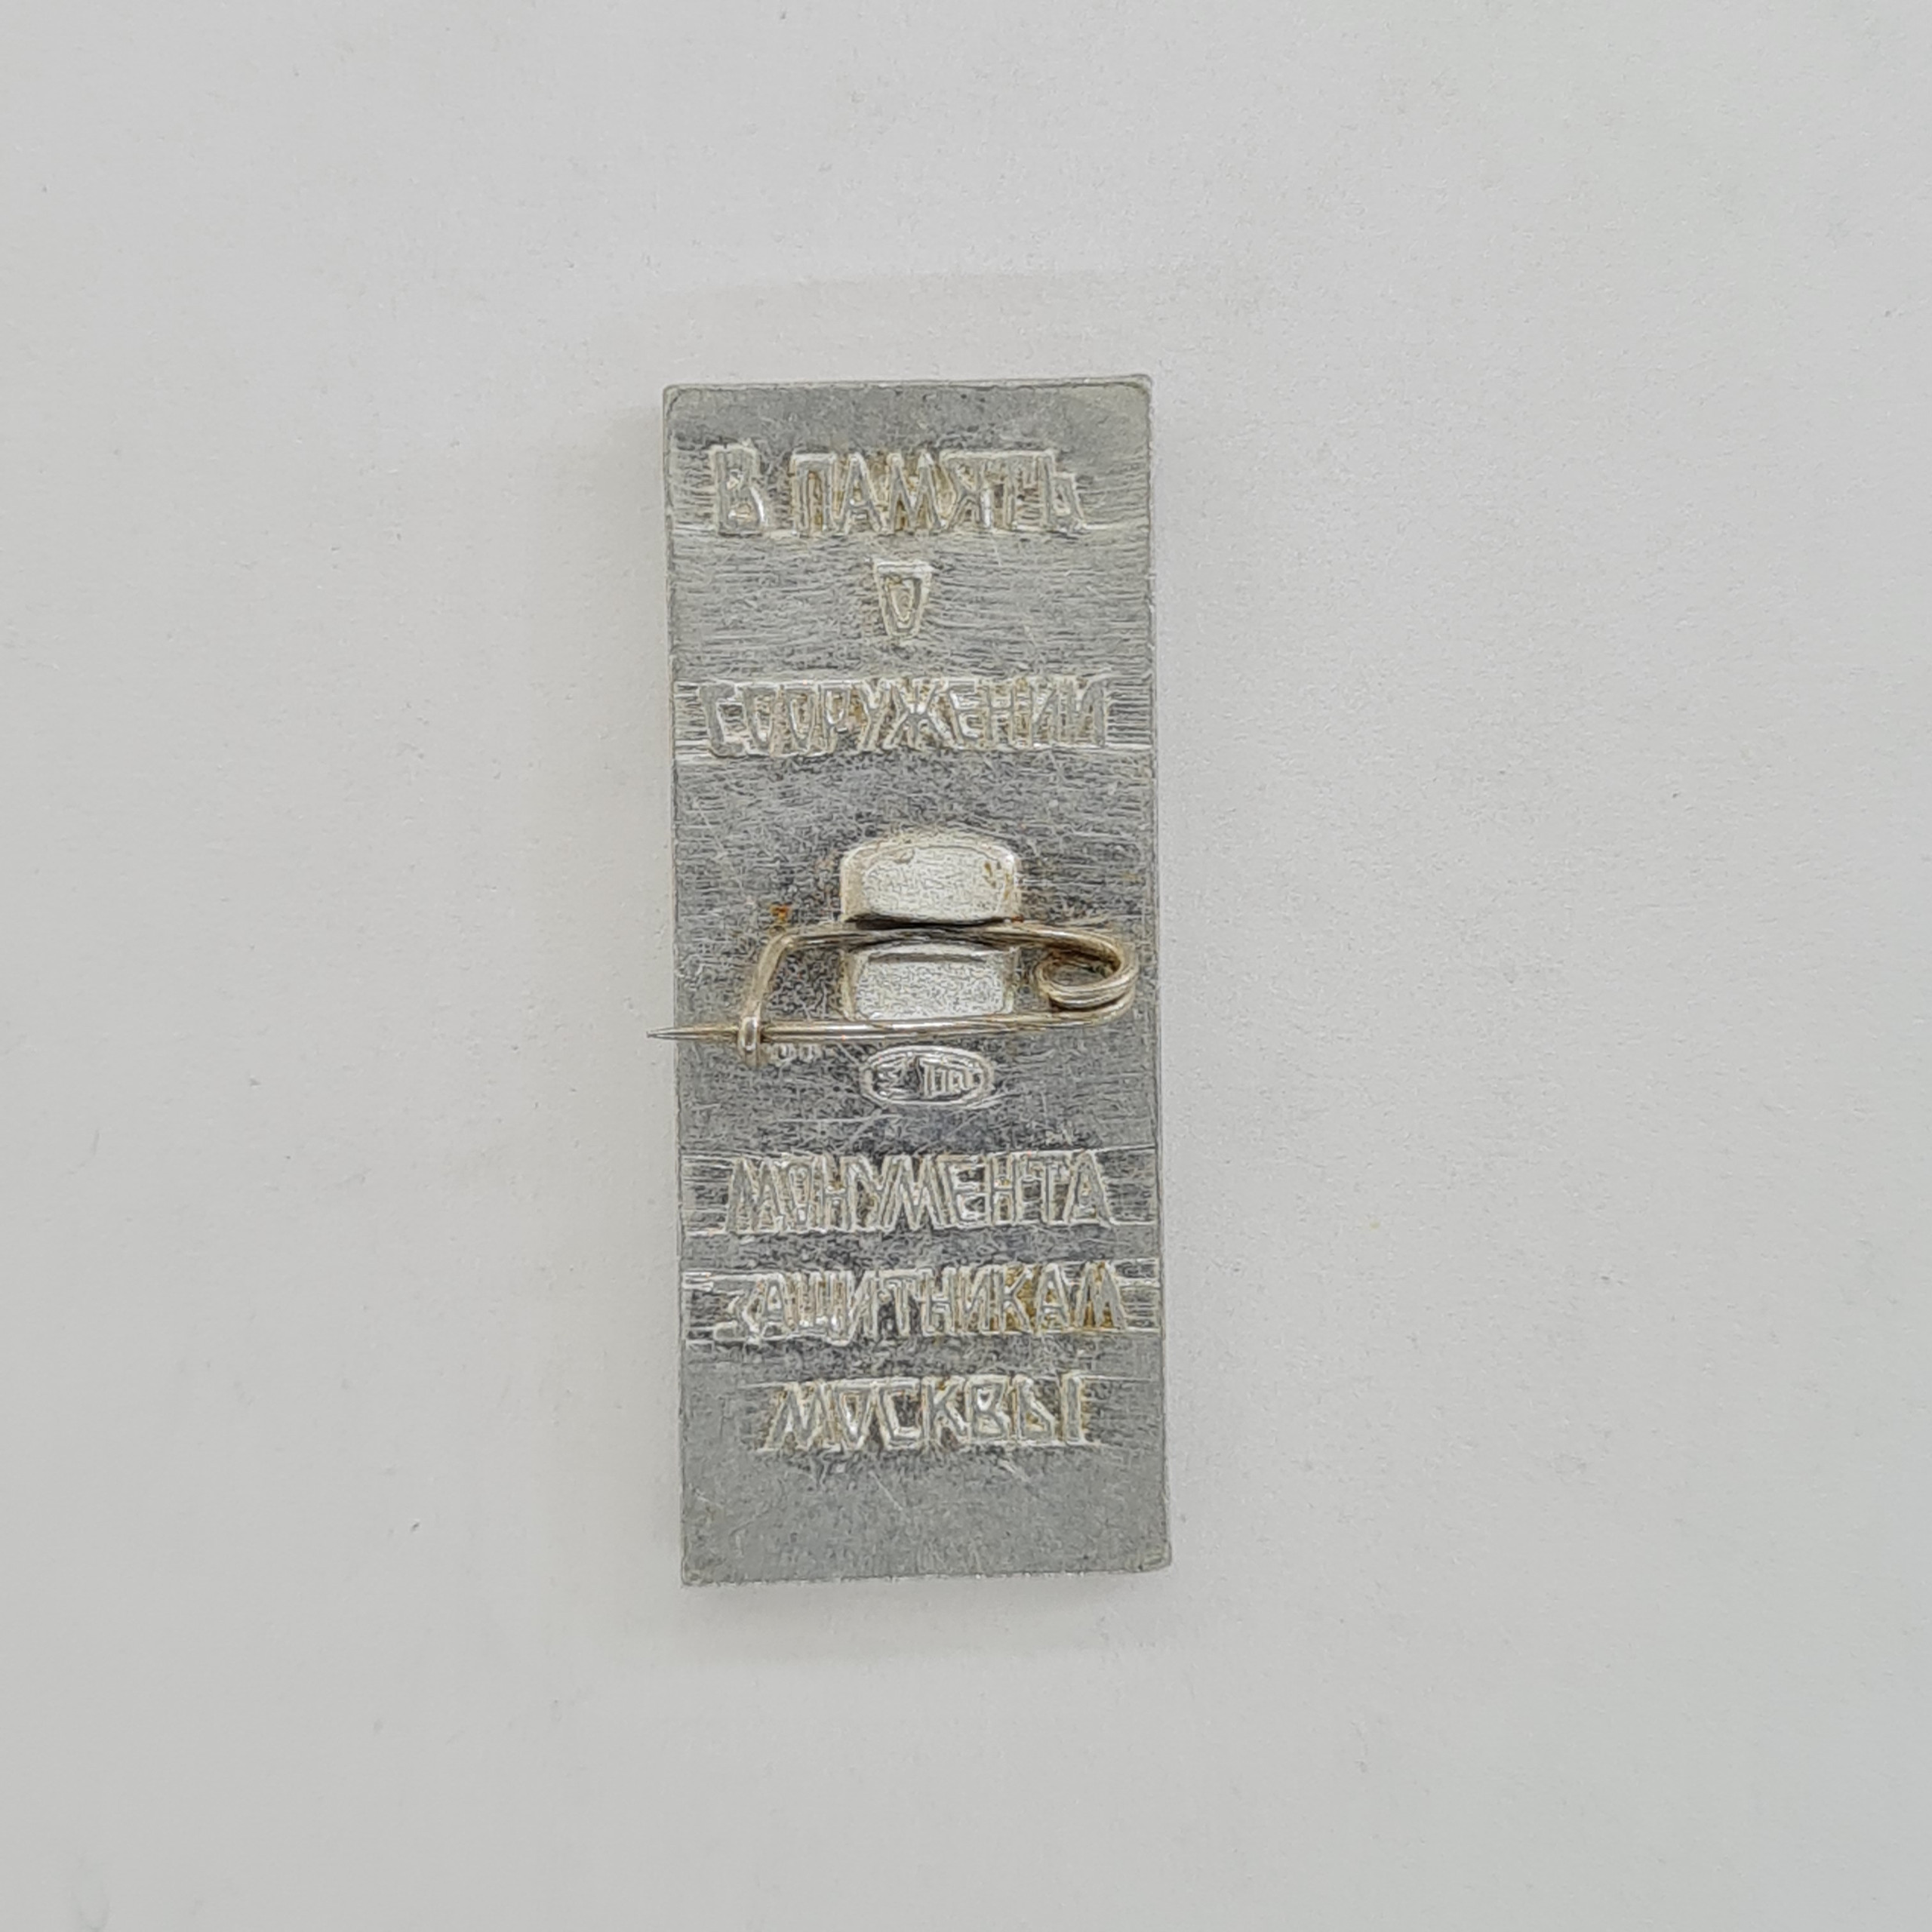 В ПАМЯТЬ
О
СООРУЖЕНИИ
МОНУМЕНТА
ЗАЩИТНИКАМ
МОСКВЫ